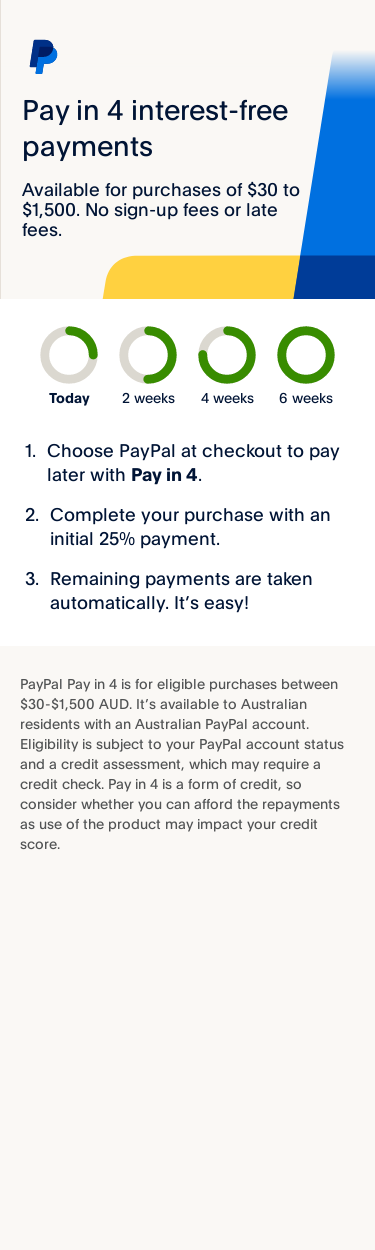 Pay in 4 interest-free
payments
Available for purchases of $30 to
$1,500. No sign-up fees or late
fees.
Today 2 weeks 4 weeks 6 weeks
1. Choose PayPal at checkout to pay
later with Pay in 4.
2. Complete your purchase with an
initial 25% payment.
3. Remaining payments are taken
automatically. It’s easy!
PayPal Pay in 4 is for eligible purchases between
$30-$1,500 AUD. It’s available to Australian
residents with an Australian PayPal account.
Eligibility is subject to your PayPal account status
and a credit assessment, which may require a
credit check. Pay in 4 is a form of credit, so
consider whether you can afford the repayments
as use of the product may impact your credit
score.